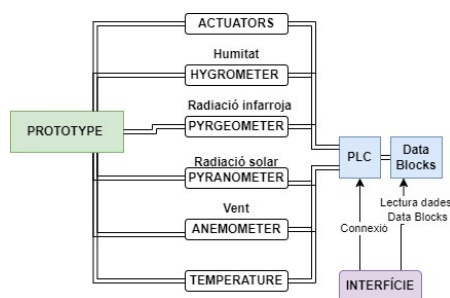 ACTUATORS
Humitat
HYGROMETER
Radiació infarroja
PYRGEOMETER
PROTOTYPE
Radiació solar
PYRANOMETER
Vent
ANEMOMETER
TEMPERATURE
PLC
Data
Blocks
Lectura dades
Data Blocks
Connexió
INTERFÍCIE